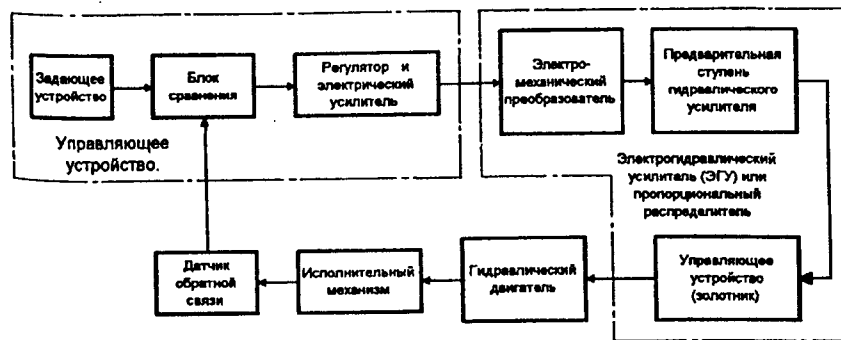 Задающее
устройство
Блок
сравнения
Регулятор и
электрический
усилитель
Электро-
механический
преобразователь
Предварительная
ступень
гидравлического
усилителя
Управляющее
устройство.
Электрогидравлический
усилитель (ЭГУ) или
пропорциональный
распределитель
Датчик
обратной
связи
Исполнительный
механизм
Гидравлический
двигатель
Управляющее
устройство
(золотник)